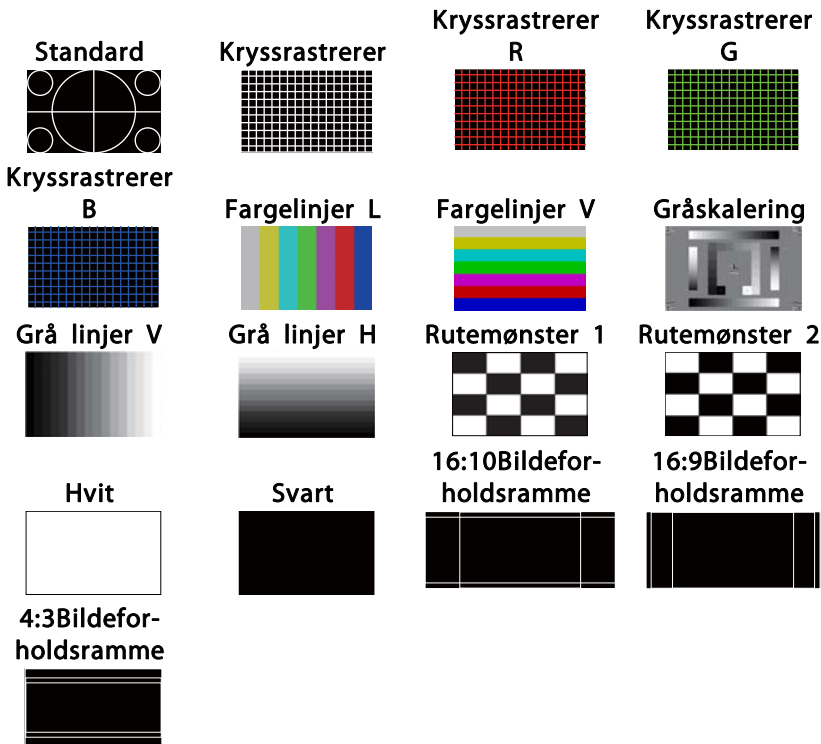 Standard
Kryssrastrerer
Kryssrastrerer
R
Kryssrastrerer
G
Kryssrastrerer
B
Fargelinjer L
Fargelinjer V
Gråskalering
Grå linjer V
Grå linjer H
Rutemønster 1
Rutemønster 2
Hvit
Svart
16:10Bildefor-
holdsramme
16:9Bildefor-
holdsramme
4:3Bildefor-
holdsramme